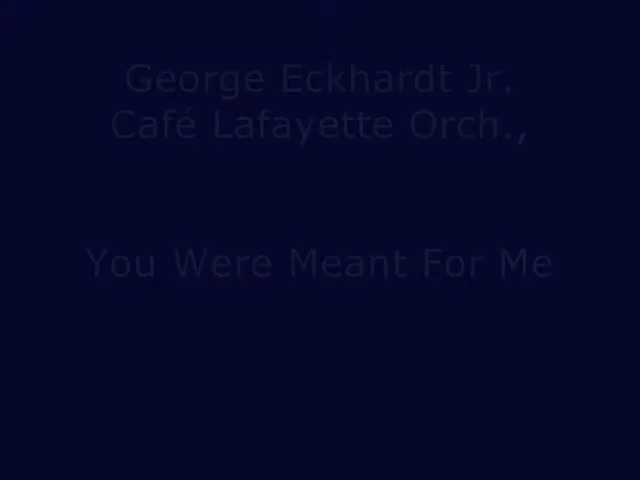 George Eckhardt Jr.
Café Lafayette Orch.,
You Were Meant For Me